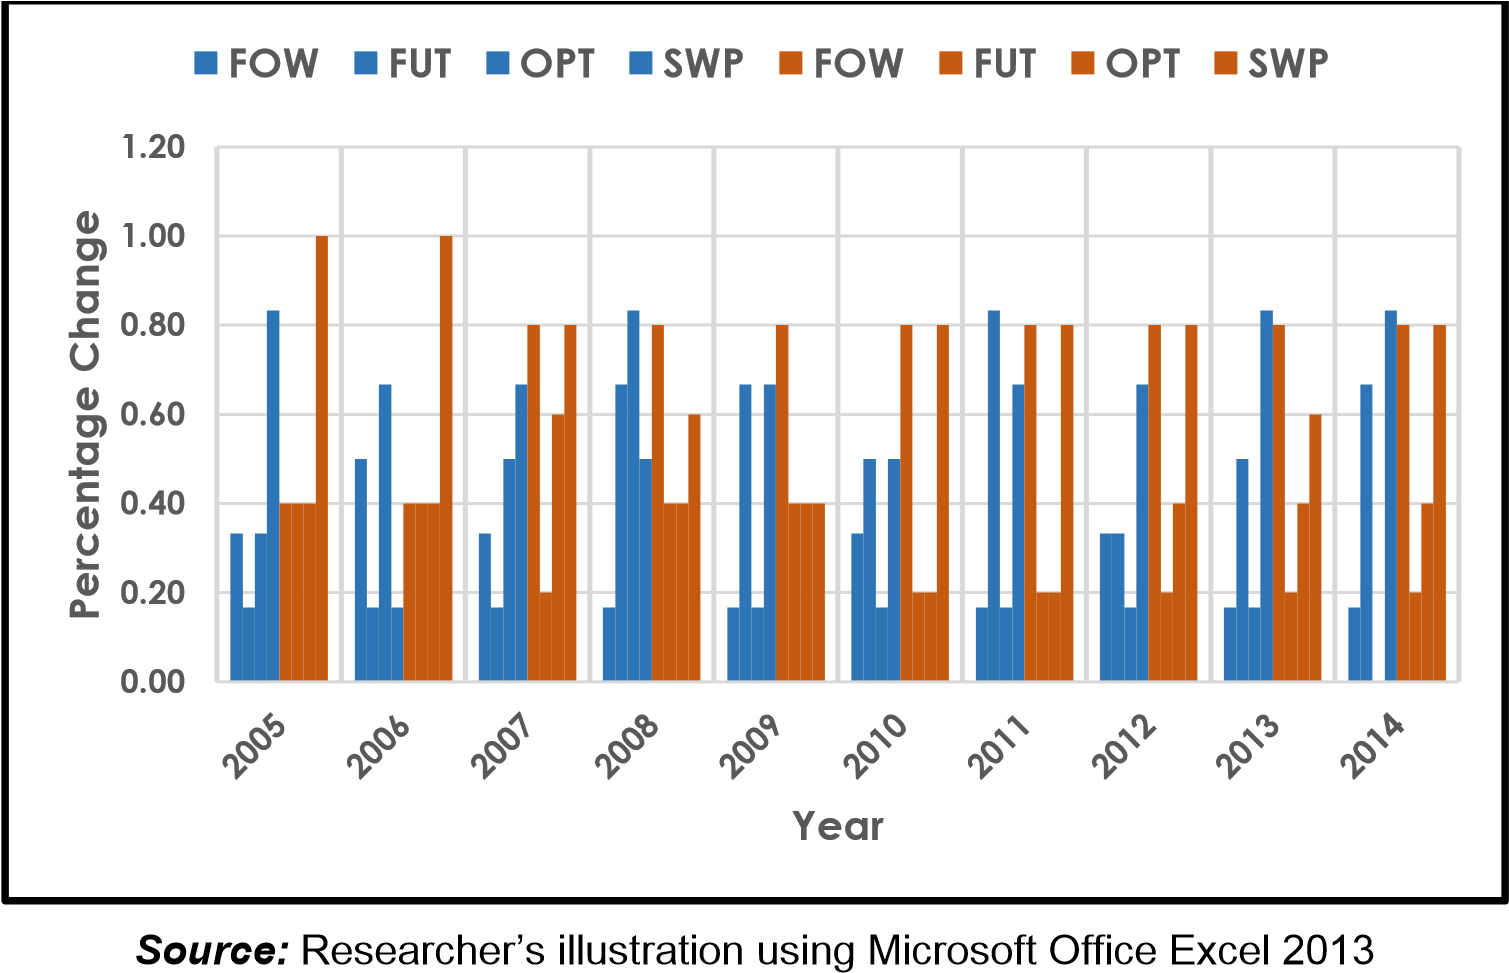 FOW FUT OPT SWP FOW FUT OPT SWP
1.20
1.00
0.80
0.60
0.40
0.20
0.00
Percentage Change
2005 2006 2007 2008 2009 2010 2011 2012 2013 2014
Year
Source: Researcher’s illustration using Microsoft Office Excel 2013